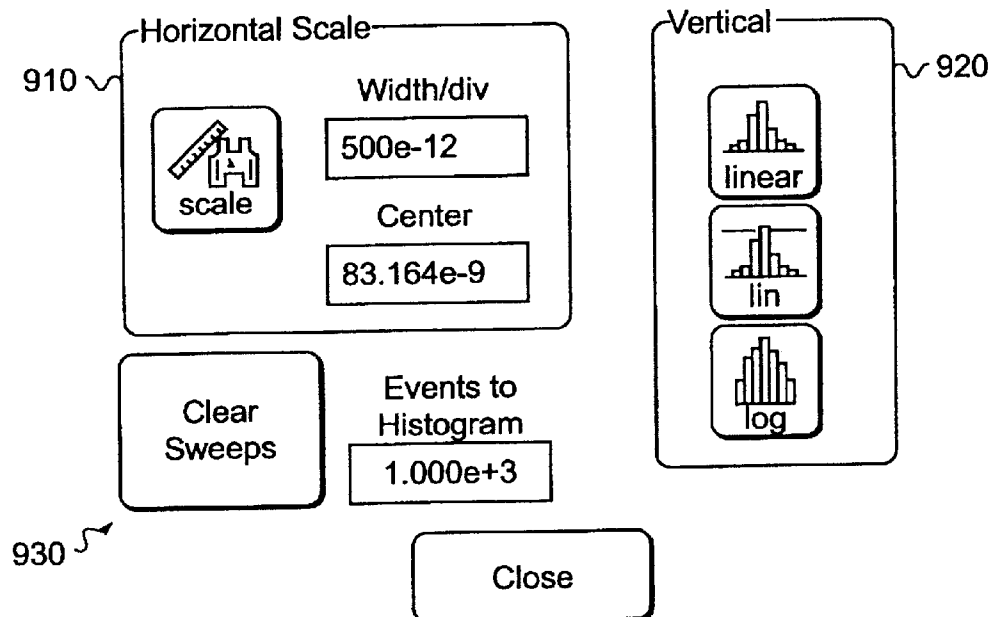 Horizontal Scale
910
scale
Width/div
500e-12
Center
83.164e-9
Vertical
920
linear
lin
log
Clear
Sweeps
Events to
Histogram
1.000e+3
930
Close